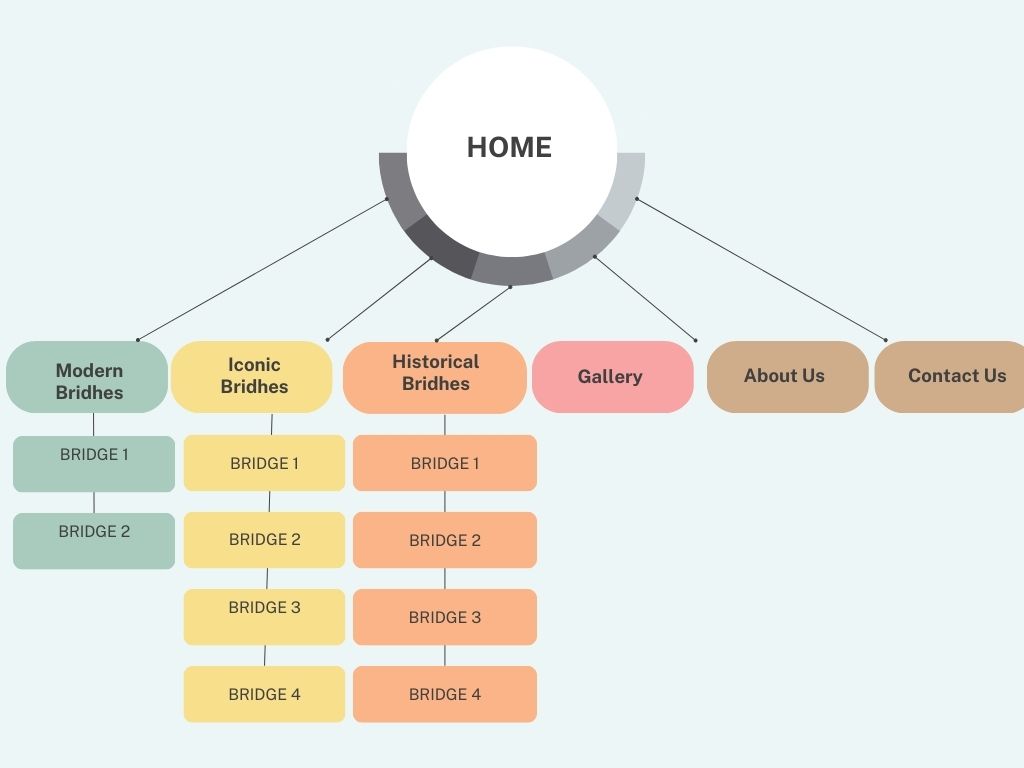 HOME
Modern
Bridhes
Iconic
Bridhes
Historical
Bridhes
Gallery
About Us
Contact Us
BRIDGE 1
BRIDGE 2
BRIDGE 1
BRIDGE 2
BRIDGE 3
BRIDGE 4
BRIDGE 1
BRIDGE 2
BRIDGE 3
BRIDGE 4